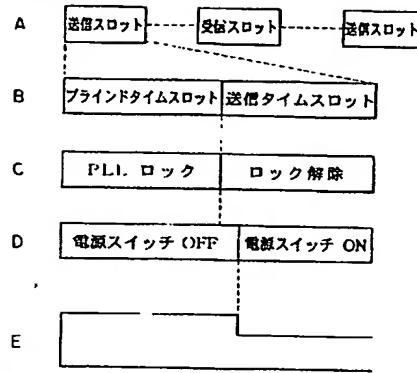 A 送信スロット 受信スロット 送信スロット
B ブラインドタイムスロット 送信タイムスロット
C PLL ロック ロック解除
D 電源スイッチ OFF 電源スイッチ ON
E